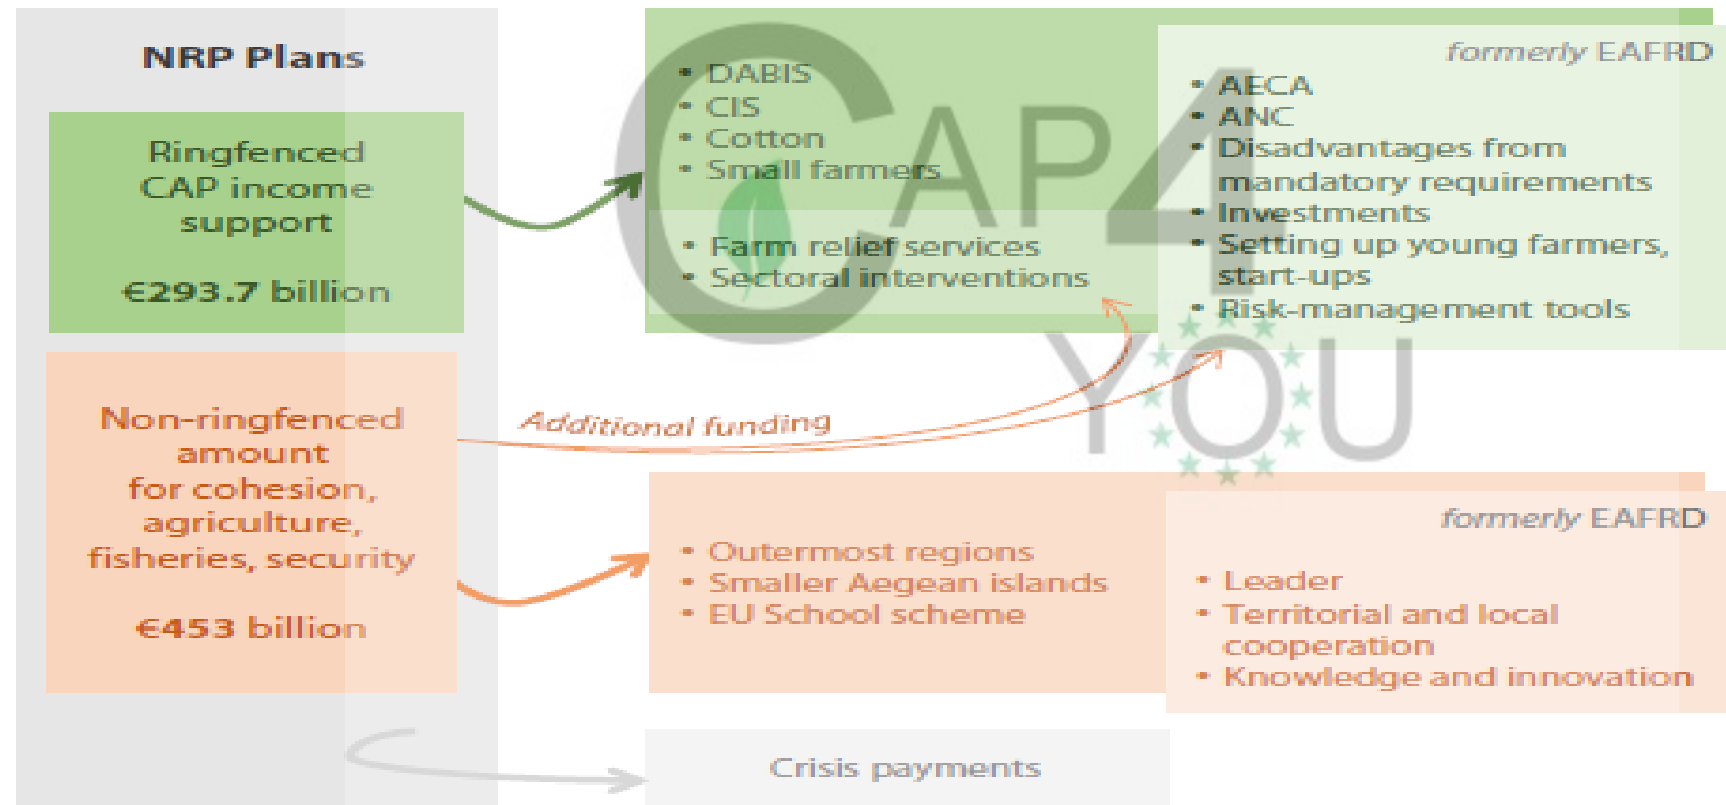 NRP Plans
Ringfenced
CAP income
support
€293.7 billion
Non-ringfenced
amount
for cohesion,
agriculture,
fisheries, security
€453 billion
• DABIS
• CIS
• Cotton
• Small farmers
• Farm relief services
• Sectoral interventions
formerly EAFRD
• AECA
• ANC
• Disadvantages from
mandatory requirements
• Investments
• Setting up young farmers,
start-ups
• Risk-management tools
CAP4
YOU
Additional funding
• Outermost regions
• Smaller Aegean islands
• EU School scheme
formerly EAFRD
• Leader
• Territorial and local
cooperation
• Knowledge and innovation
Crisis payments